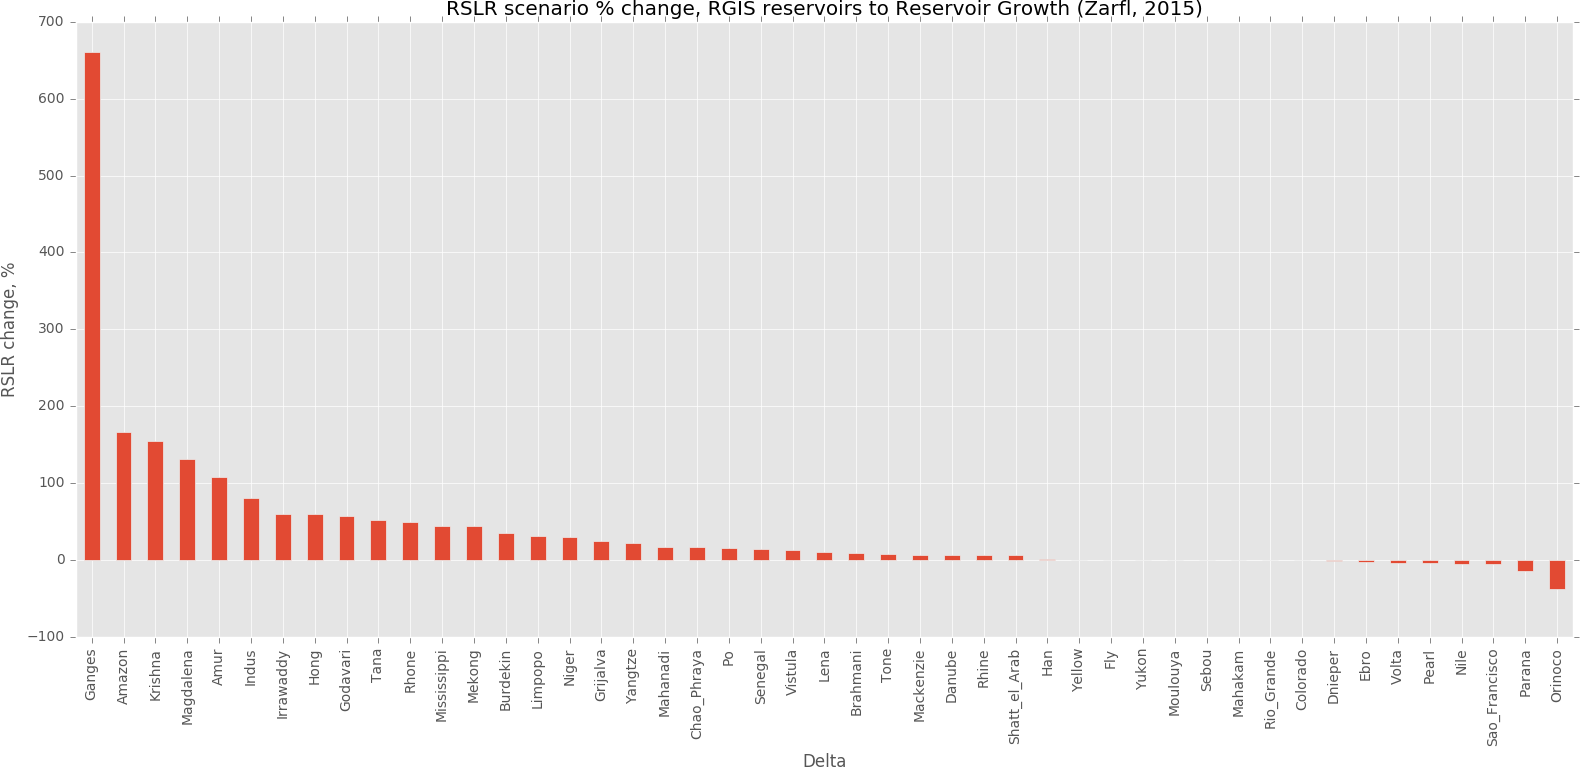 RSLR scenario % change, RGIS reservoirs to Reservoir Growth (Zarfl, 2015)
700
600
500
400
300
200
100
0
−100
RSLR change, %
Ganges
Amazon
Krishna
Magdalena
Amur
Indus
Irrawaddy
Hong
Godavari
Tana
Rhone
Mississippi
Mekong
Burdekin
Limpopo
Niger
Grijalva
Yangtze
Mahanadi
Chao_Phraya
Po
Senegal
Vistula
Lena
Brahmani
Tone
Mackenzie
Danube
Rhine
Shatt_el_Arab
Han
Yellow
Fly
Yukon
Moulouya
Sebou
Mahakam
Rio_Grande
Colorado
Dnieper
Ebro
Volta
Pearl
Nile
Sao_Francisco
Parana
Orinoco
Delta